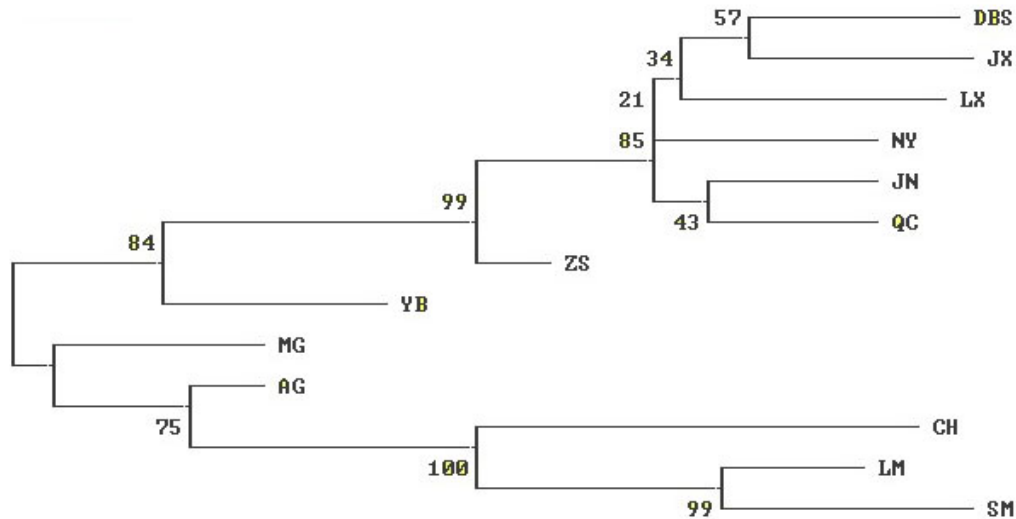 57 DBS
34 JX
21 LX
85 NY
JN
99 43 QC
84 ZS
YB
MG
AG
75 CH
100 LM
99 SM